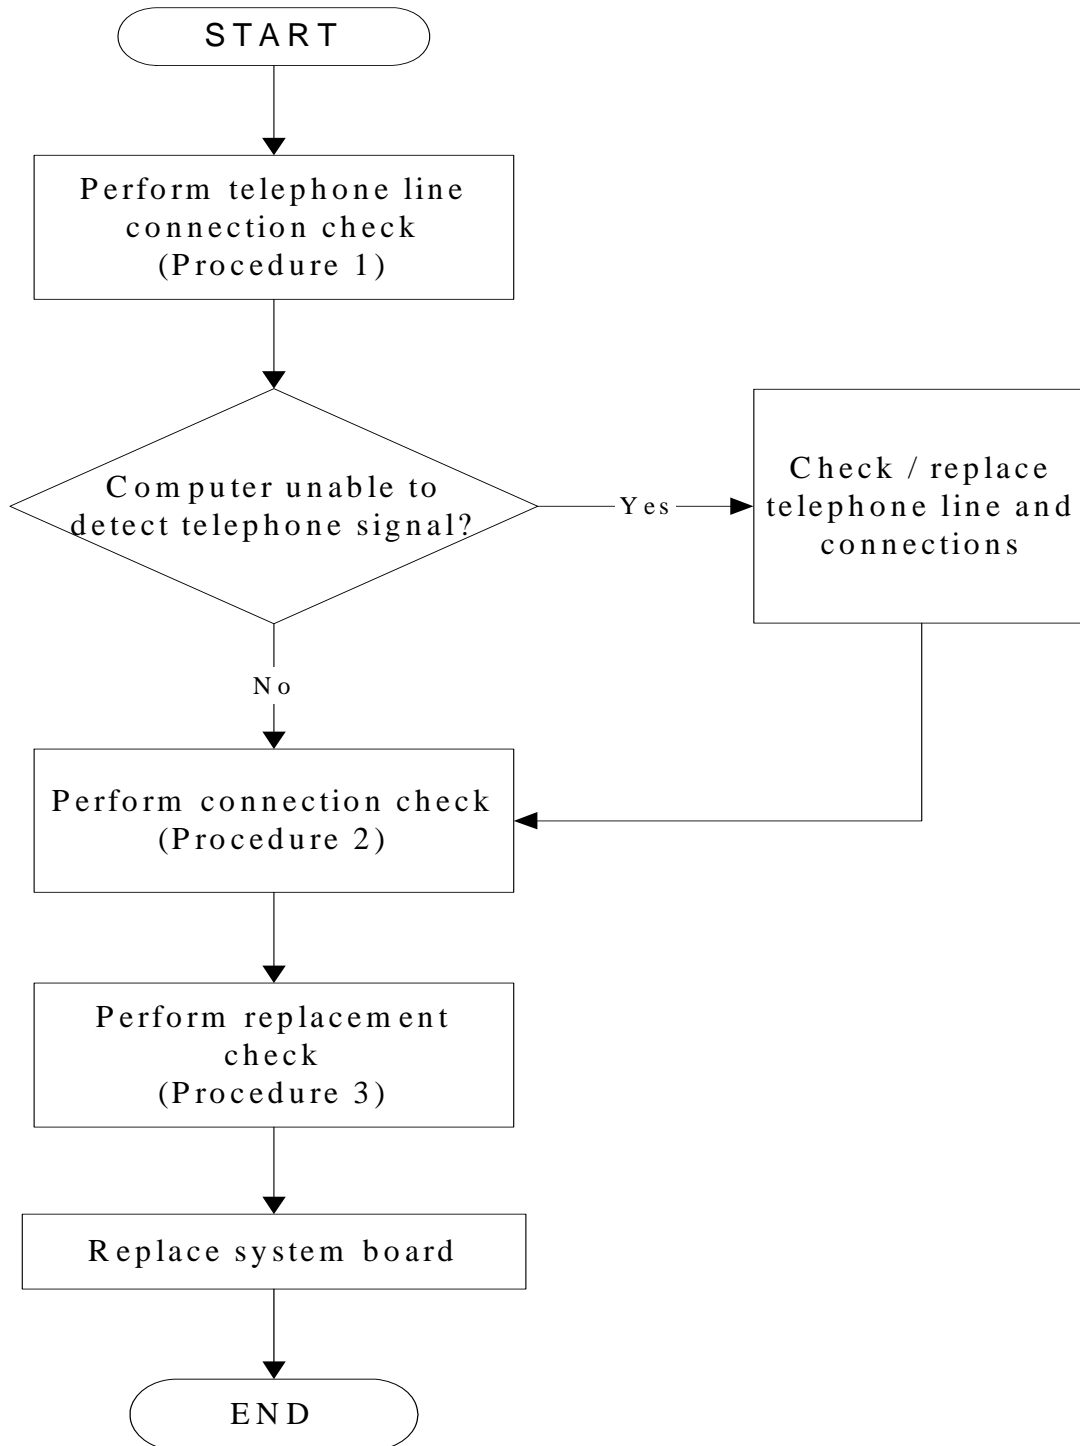 START
Perform telephone line
connection check
(Procedure 1)
Computer unable to
detect telephone signal?
Yes
Check / replace
telephone line and
connections
No
Perform connection check
(Procedure 2)
Perform replacement
check
(Procedure 3)
Replace system board
END